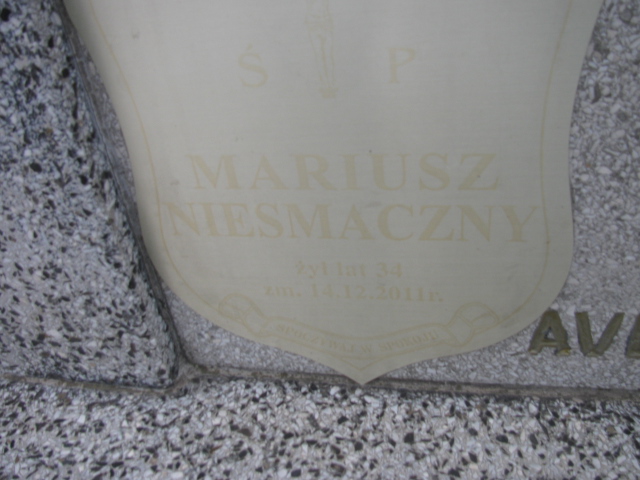 Ś P
MARIUSZ
NIESMACZNY
żył lat 34
zm. 14.12.2011r.
AVE